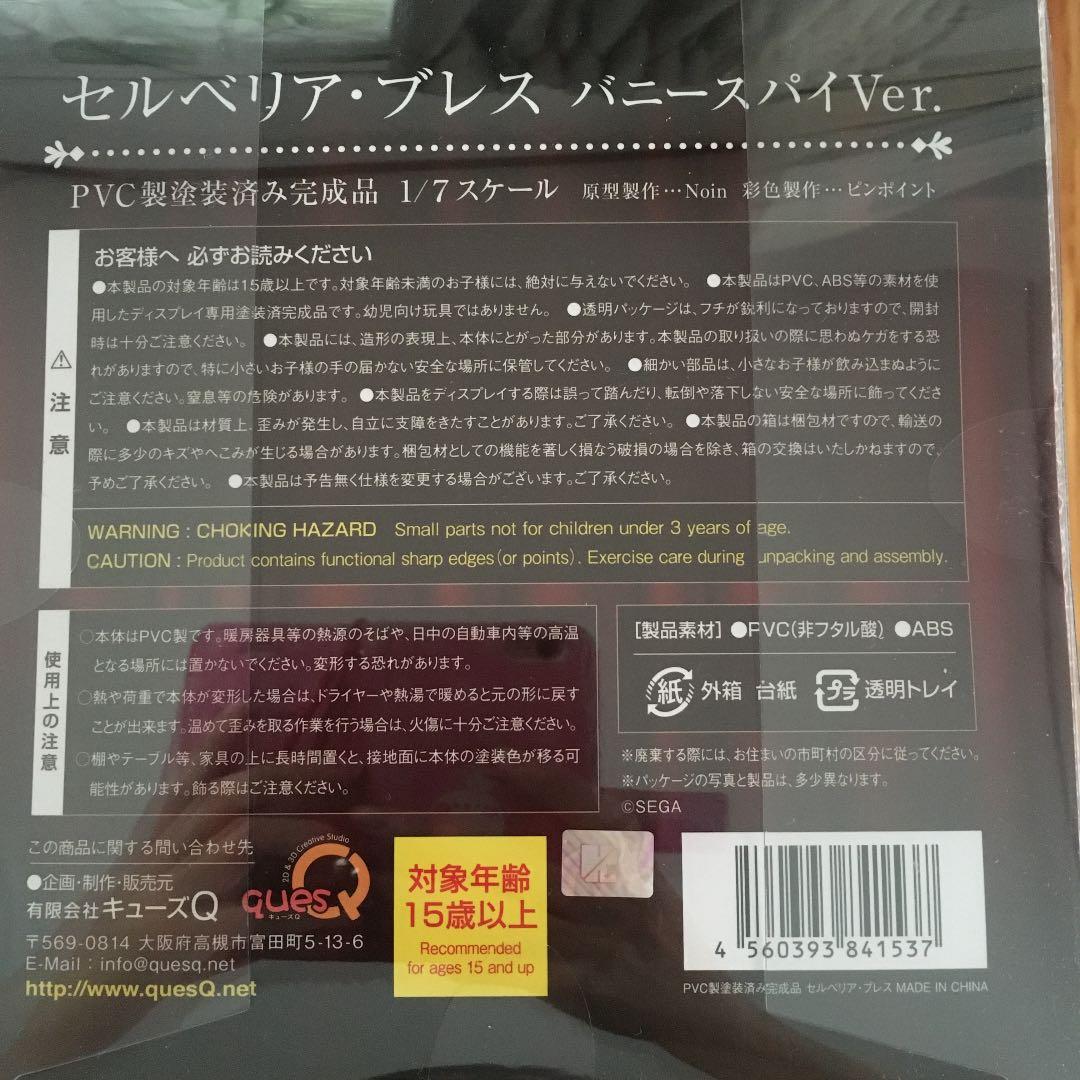 セルベリア・ブレス バニースパイVer.
PVC製塗装済み完成品 1/7スケール 原型製作…Noin 彩色製作…ピンポイント
注意
お客様へ 必ずお読みください
●本製品の対象年齢は15歳以上です。対象年齢未満のお子様には、絶対に与えないでください。 ●本製品はPVC、ABS等の素材を使
用したディスプレイ専用塗装済完成品です。幼児向け玩具ではありません。 ●透明パッケージは、フチが鋭利になっておりますので、開封
時は十分ご注意ください。 ●本製品には、造形の表現上、本体にとがった部分があります。本製品の取り扱いの際に思わぬケガをする恐
れがありますので、特に小さいお子様の手の届かない安全な場所に保管してください。 ●細かい部品は、小さなお子様が飲み込まぬように
ご注意ください。窒息等の危険があります。 ●本製品をディスプレイする際は誤って踏んだり、転倒や落下しない安全な場所に飾ってくださ
い。 ●本製品は材質上、歪みが発生し、自立に支障をきたすことがあります。ご了承ください。 ●本製品の箱は梱包材ですので、輸送の
際に多少のキズやへこみが生じる場合があります。梱包材としての機能を著しく損なう破損の場合を除き、箱の交換はいたしかねますので、
予めご了承ください。 ●本製品は予告無く仕様を変更する場合がございます。ご了承ください。
WARNING : CHOKING HAZARD Small parts not for children under 3 years of age.
CAUTION : Product contains functional sharp edges(or points). Exercise care during unpacking and assembly.
使用上の注意
○本体はPVC製です。暖房器具等の熱源のそばや、日中の自動車内等の高温
となる場所には置かないでください。変形する恐れがあります。
○熱や荷重で本体が変形した場合は、ドライヤーや熱湯で暖めると元の形に戻す
ことが出来ます。温めて歪みを取る作業を行う場合は、火傷に十分ご注意ください。
○棚やテーブル等、家具の上に長時間置くと、接地面に本体の塗装色が移る可
能性があります。飾る際はご注意ください。
[製品素材] ●PVC(非フタル酸) ●ABS
紙 外箱 台紙 プラ 透明トレイ
※廃棄する際には、お住まいの市町村の区分に従ってください。
※パッケージの写真と製品は、多少異なります。
©SEGA
この商品に関する問い合わせ先
●企画・制作・販売元
有限会社キューズQ
〒569-0814 大阪府高槻市富田町5-13-6
E-Mail : info@quesq.net
http://www.quesQ.net
2D & 3D Creative Studio
quesQ
キューズQ
対象年齢
15歳以上
Recommended
for ages 15 and up
4 560393 841537
PVC製塗装済み完成品 セルベリア・ブレス MADE IN CHINA